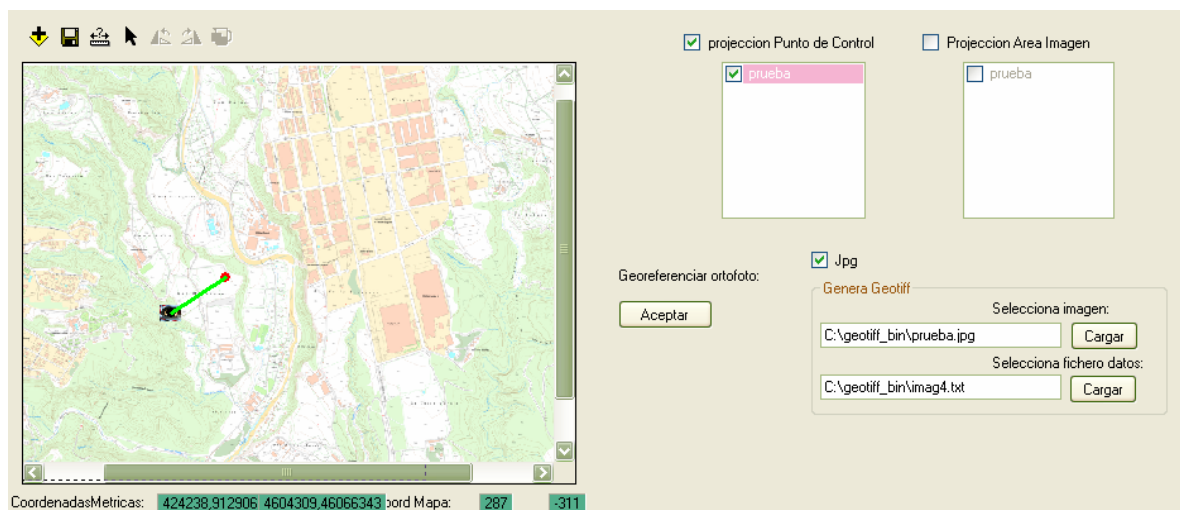 projeccion Punto de Control
Projeccion Area Imagen
prueba
prueba
Georeferenciar ortofoto:
Aceptar
Jpg
Genera Geotiff
Selecciona imagen:
C:\geotiff_bin\prueba.jpg
Cargar
Selecciona fichero datos:
C:\geotiff_bin\imag4.txt
Cargar
CoordenadasMetricas: 424238,912906 4604309,46066343 ord Mapa: 287 -311